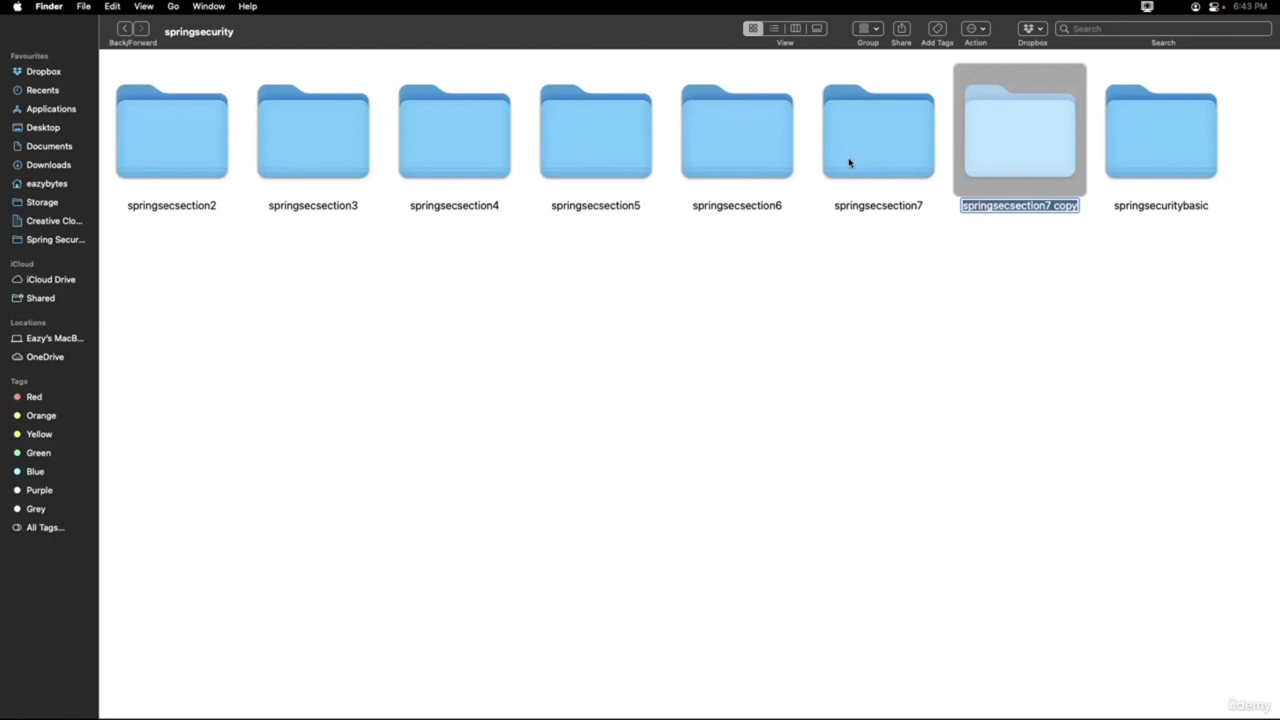 Finder File Edit View Go Window Help 6:43 PM
springsecurity
Back/Forward View Group Share Add Tags Action Dropbox Search
Search
Favourites
Dropbox
Recents
Applications
Desktop
Documents
Downloads
eazybytes
Storage
Creative Clo...
Spring Secur...
iCloud
iCloud Drive
Shared
Locations
Eazy's MacB...
OneDrive
Tags
Red
Orange
Yellow
Green
Blue
Purple
Grey
All Tags...
springsecsection2 springsecsection3 springsecsection4 springsecsection5 springsecsection6 springsecsection7 springsecsection7 copy springsecuritybasic
ûdemy